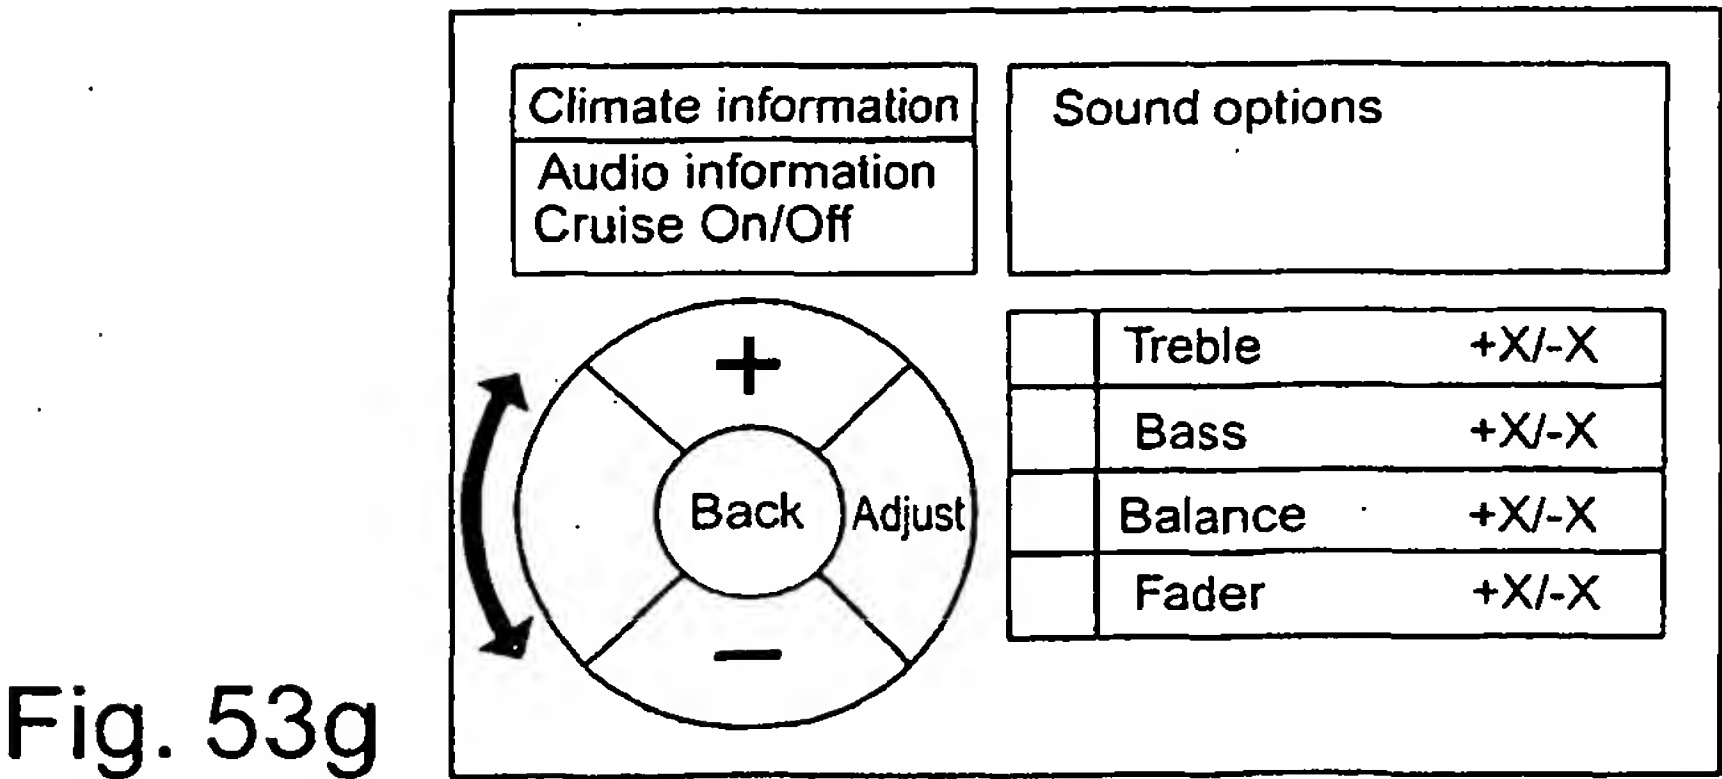 Climate information
Audio information
Cruise On/Off
Sound options
+
Back
Adjust
−
Treble +X/-X
Bass +X/-X
Balance +X/-X
Fader +X/-X
Fig. 53g